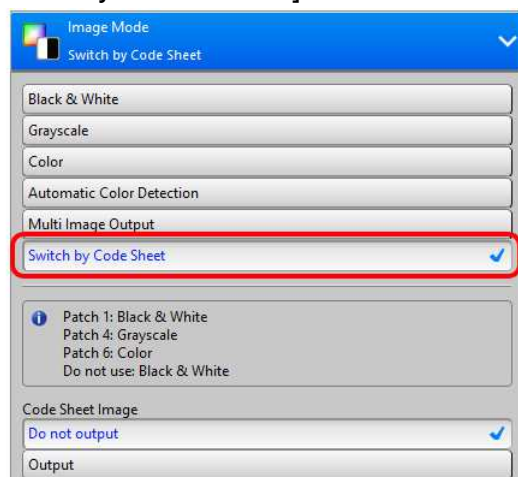 Image Mode
Switch by Code Sheet
Black & White
Grayscale
Color
Automatic Color Detection
Multi Image Output
Switch by Code Sheet
Patch 1: Black & White
Patch 4: Grayscale
Patch 6: Color
Do not use: Black & White
Code Sheet Image
Do not output
Output